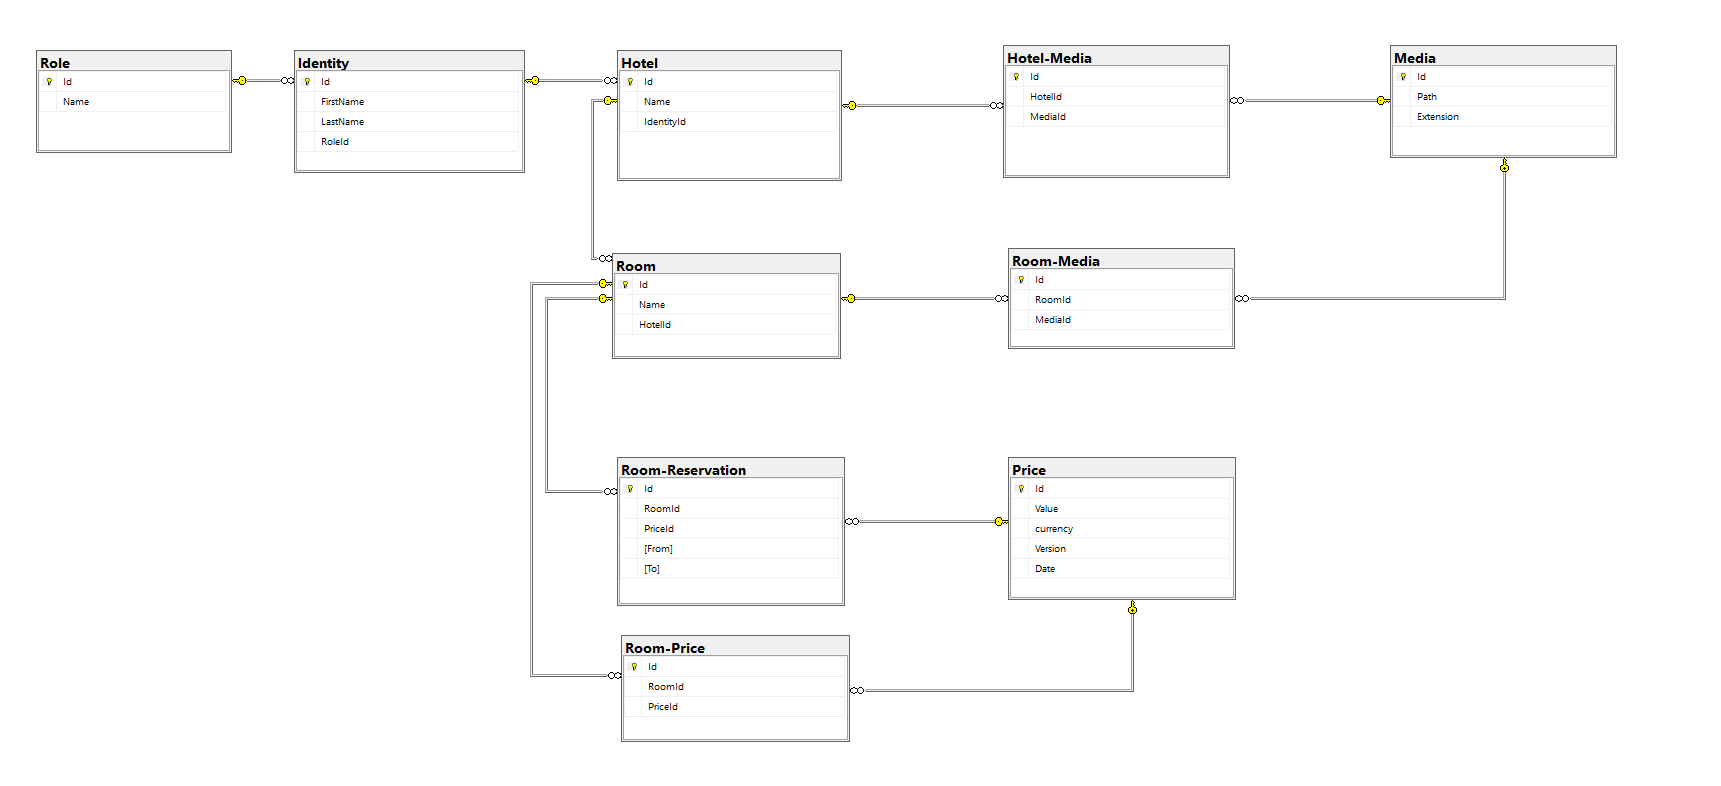 Role
Id
Name
Identity
Id
FirstName
LastName
RoleId
Hotel
Id
Name
IdentityId
Hotel-Media
Id
HotelId
MediaId
Media
Id
Path
Extension
Room
Id
Name
HotelId
Room-Media
Id
RoomId
MediaId
Room-Reservation
Id
RoomId
PriceId
[From]
[To]
Price
Id
Value
currency
Version
Date
Room-Price
Id
RoomId
PriceId